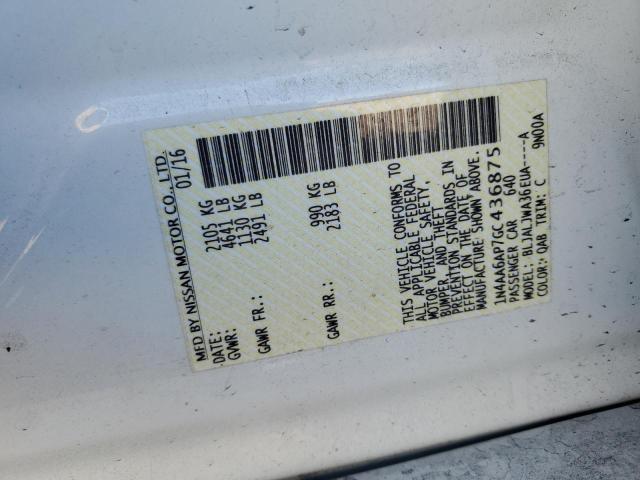 MFD BY NISSAN MOTOR CO., LTD.
DATE: 01/16
GVWR: 2105 KG
4641 LB
GAWR FR.: 1130 KG
2491 LB
GAWR RR.: 990 KG
2183 LB
THIS VEHICLE CONFORMS TO
ALL APPLICABLE FEDERAL
MOTOR VEHICLE SAFETY,
BUMPER, AND THEFT
PREVENTION STANDARDS IN
EFFECT ON THE DATE OF
MANUFACTURE SHOWN ABOVE.
1N4AA6AP7GC436875
PASSENGER CAR 640
MODEL: BLJALJWA36EUA-----A
COLOR: QAB TRIM: C 9N00A